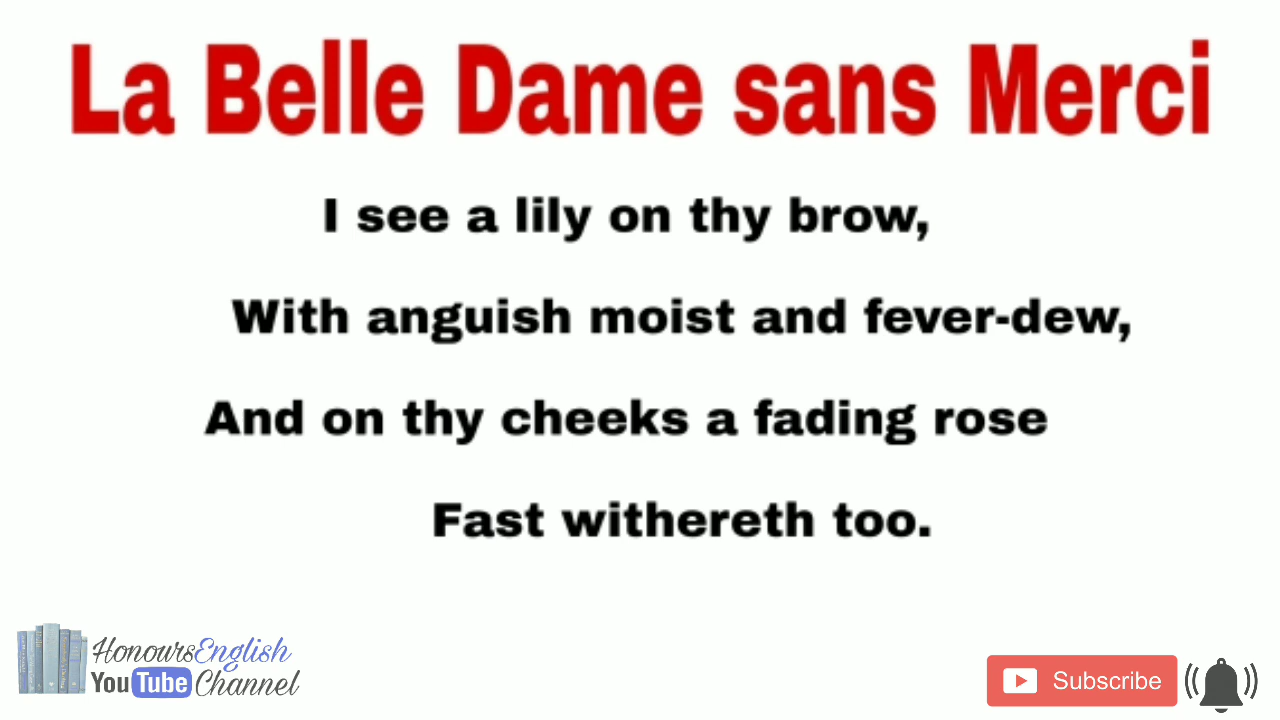 La Belle Dame sans Merci
I see a lily on thy brow,
With anguish moist and fever-dew,
And on thy cheeks a fading rose
Fast withereth too.
HonoursEnglish
YouTube Channel
Subscribe